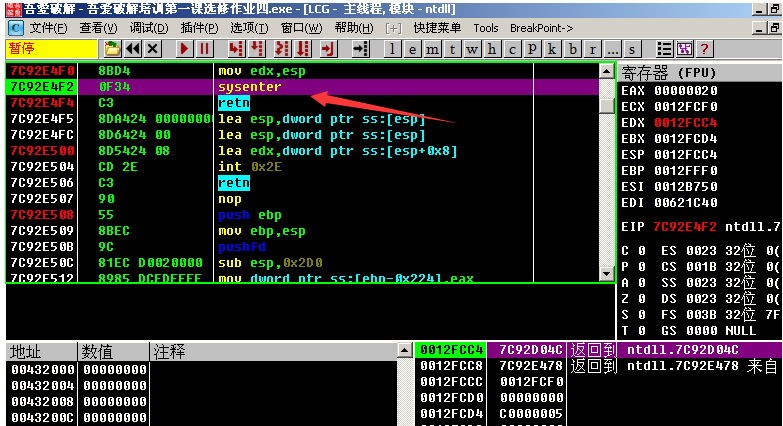 吾爱破解 - 吾爱破解培训第一课选修作业四.exe - [LCG - 主线程, 模块 - ntdll]
C 文件(F) 查看(V) 调试(D) 插件(P) 选项(T) 窗口(W) 帮助(H) [+] 快捷菜单 Tools BreakPoint->
暂停 l e m t w h c P k b r ... s ?
7C92E4F0 8BD4 mov edx,esp
7C92E4F2 0F34 sysenter
7C92E4F4 C3 retn
7C92E4F5 8DA424 00000000 lea esp,dword ptr ss:[esp]
7C92E4FC 8D6424 00 lea esp,dword ptr ss:[esp]
7C92E500 8D5424 08 lea edx,dword ptr ss:[esp+0x8]
7C92E504 CD 2E int 0x2E
7C92E506 C3 retn
7C92E507 90 nop
7C92E508 55 push ebp
7C92E509 8BEC mov ebp,esp
7C92E50B 9C pushfd
7C92E50C 81EC D0020000 sub esp,0x2D0
7C92E512 8985 DCFDFFFF mov dword ptr ss:[ebp-0x224],eax
寄存器 (FPU)
EAX 00000020
ECX 0012FCF0
EDX 0012FCC4
EBX 0012FCD4
ESP 0012FCC4
EBP 0012FFF0
ESI 0012B750
EDI 00621C40
EIP 7C92E4F2 ntdll.7
C 0 ES 0023 32位 0(
P 0 CS 001B 32位 0(
A 0 SS 0023 32位 0(
Z 0 DS 0023 32位 0(
S 0 FS 003B 32位 7F
T 0 GS 0000 NULL
地址 数值 注释
00432000 00000000
00432004 00000000
00432008 00000000
0043200C 00000000
0012FCC4 7C92D04C 返回到 ntdll.7C92D04C
0012FCC8 7C92E478 返回到 ntdll.7C92E478 来自
0012FCCC 0012FCF0
0012FCD0 00000000
0012FCD4 C0000005